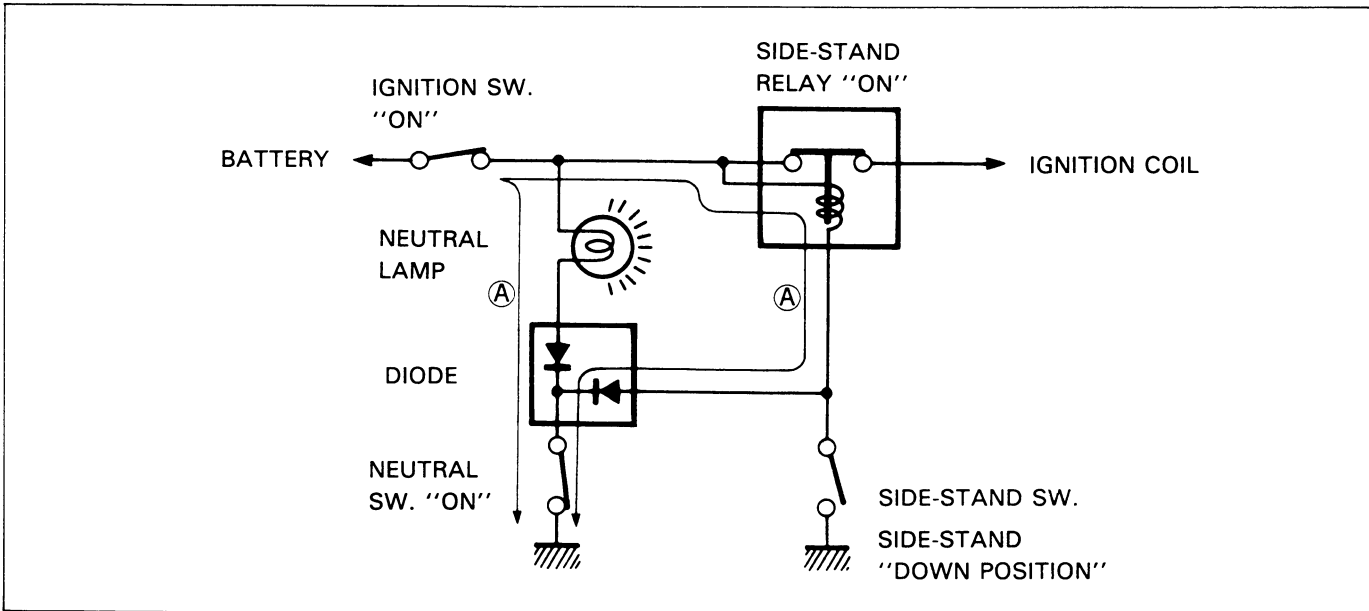 SIDE-STAND
RELAY ''ON''
IGNITION SW.
''ON''
BATTERY
IGNITION COIL
NEUTRAL
LAMP
Ⓐ
Ⓐ
DIODE
NEUTRAL
SW. ''ON''
SIDE-STAND SW.
SIDE-STAND
''DOWN POSITION''